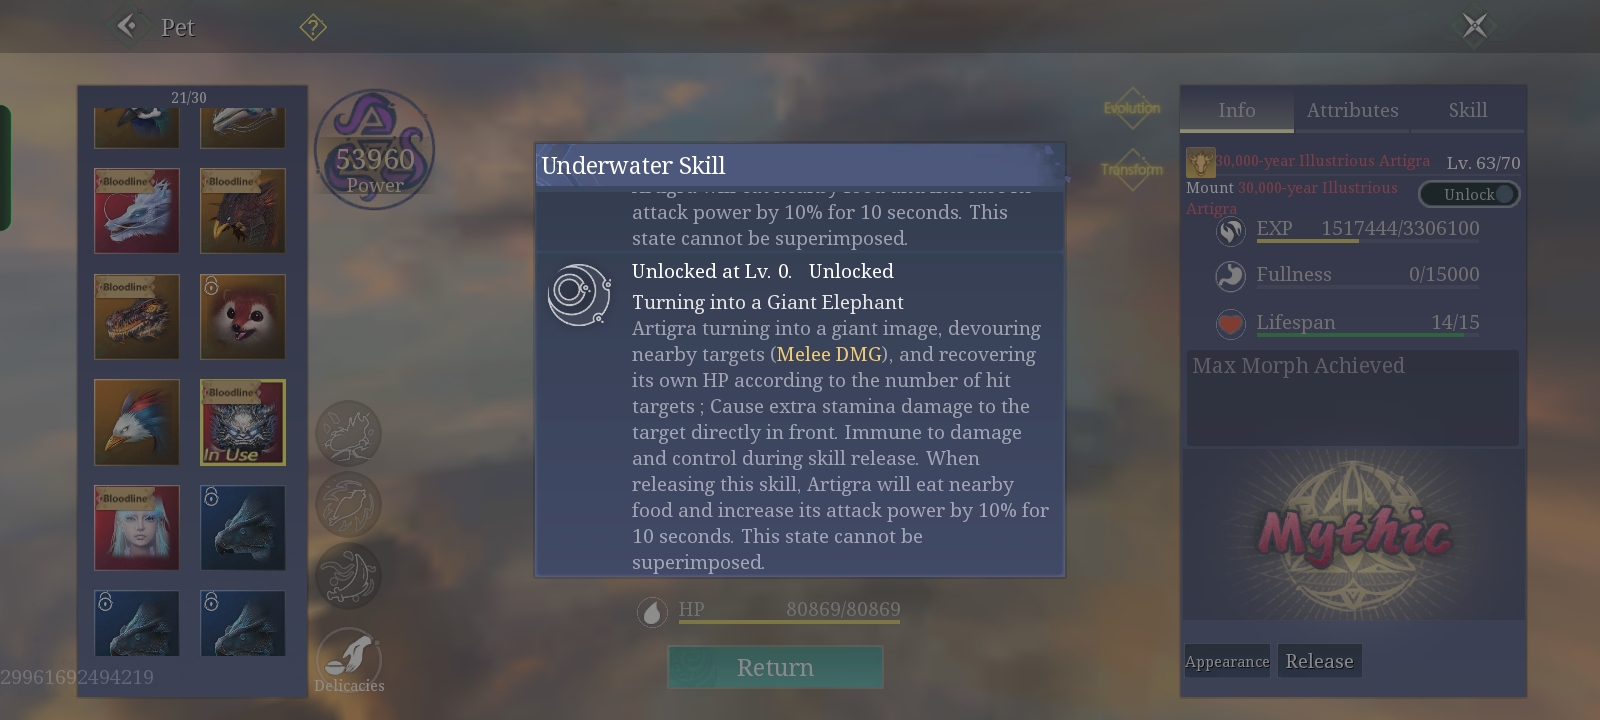 Pet
?
21/30
Bloodline
Bloodline
Bloodline
Bloodline
In Use
Bloodline
29961692494219
53960
Power
Delicacies
Underwater Skill
attack power by 10% for 10 seconds. This
state cannot be superimposed.
Unlocked at Lv. 0. Unlocked
Turning into a Giant Elephant
Artigra turning into a giant image, devouring
nearby targets (Melee DMG), and recovering
its own HP according to the number of hit
targets ; Cause extra stamina damage to the
target directly in front. Immune to damage
and control during skill release. When
releasing this skill, Artigra will eat nearby
food and increase its attack power by 10% for
10 seconds. This state cannot be
superimposed.
HP 80869/80869
Return
Evolution
Transform
Info Attributes Skill
30,000-year Illustrious Artigra Lv. 63/70
Mount 30,000-year Illustrious
Artigra
Unlock
EXP 1517444/3306100
Fullness 0/15000
Lifespan 14/15
Max Morph Achieved
Mythic
Appearance Release